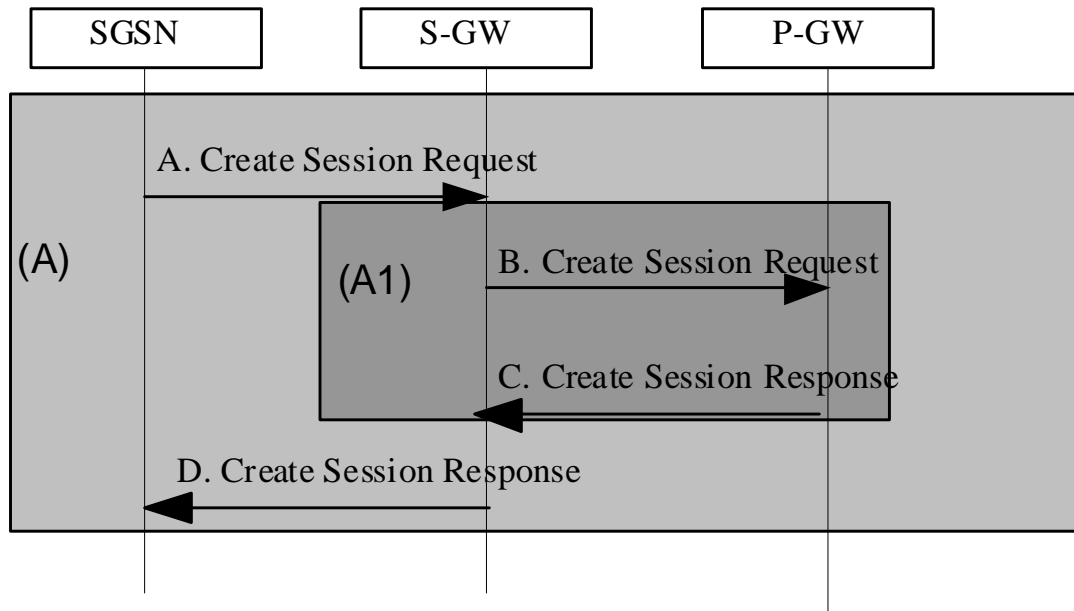 SGSN
S-GW
P-GW
A. Create Session Request
(A)
(A1)
B. Create Session Request
C. Create Session Response
D. Create Session Response